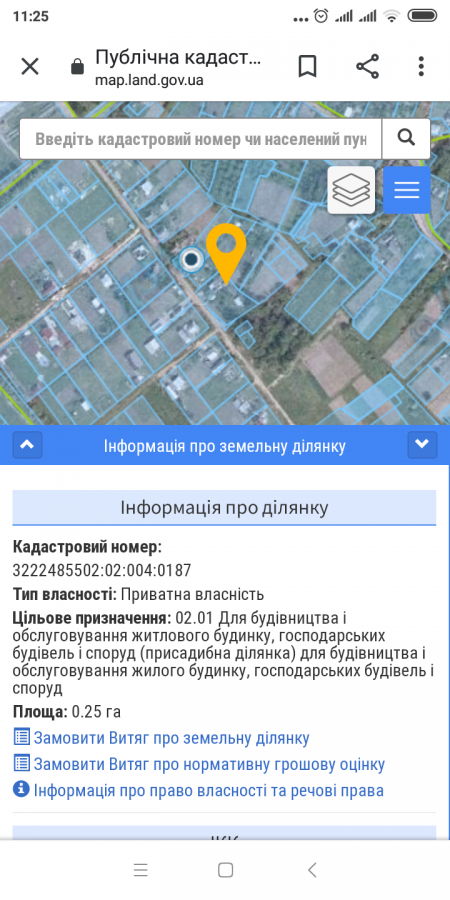 11:25
Публічна кадаст...
map.land.gov.ua
Введіть кадастровий номер чи населений пун
Інформація про земельну ділянку
Інформація про ділянку
Кадастровий номер:
3222485502:02:004:0187
Тип власності: Приватна власність
Цільове призначення: 02.01 Для будівництва і
обслуговування житлового будинку, господарських
будівель і споруд (присадибна ділянка) для будівництва і
обслуговування жилого будинку, господарських будівель і
споруд
Площа: 0.25 га
Замовити Витяг про земельну ділянку
Замовити Витяг про нормативну грошову оцінку
Інформація про право власності та речові права